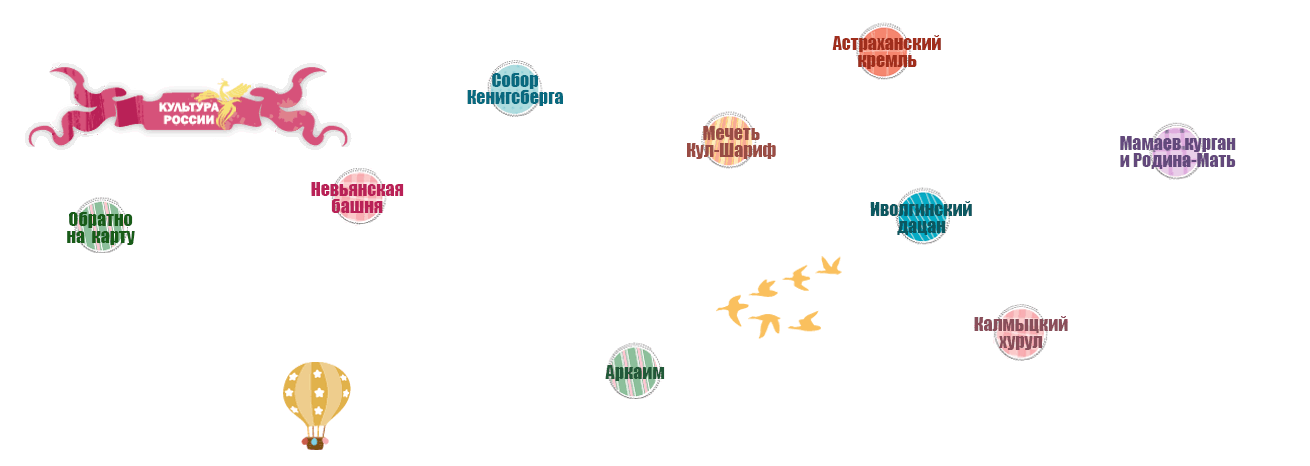 КУЛЬТУРА
РОССИИ
Обратно
на карту
Невьянская
башня
Собор
Кенигсберга
Аркаим
Мечеть
Кул-Шариф
Астраханский
кремль
Иволгинский
дацан
Калмыцкий
хурул
Мамаев курган
и Родина-Мать